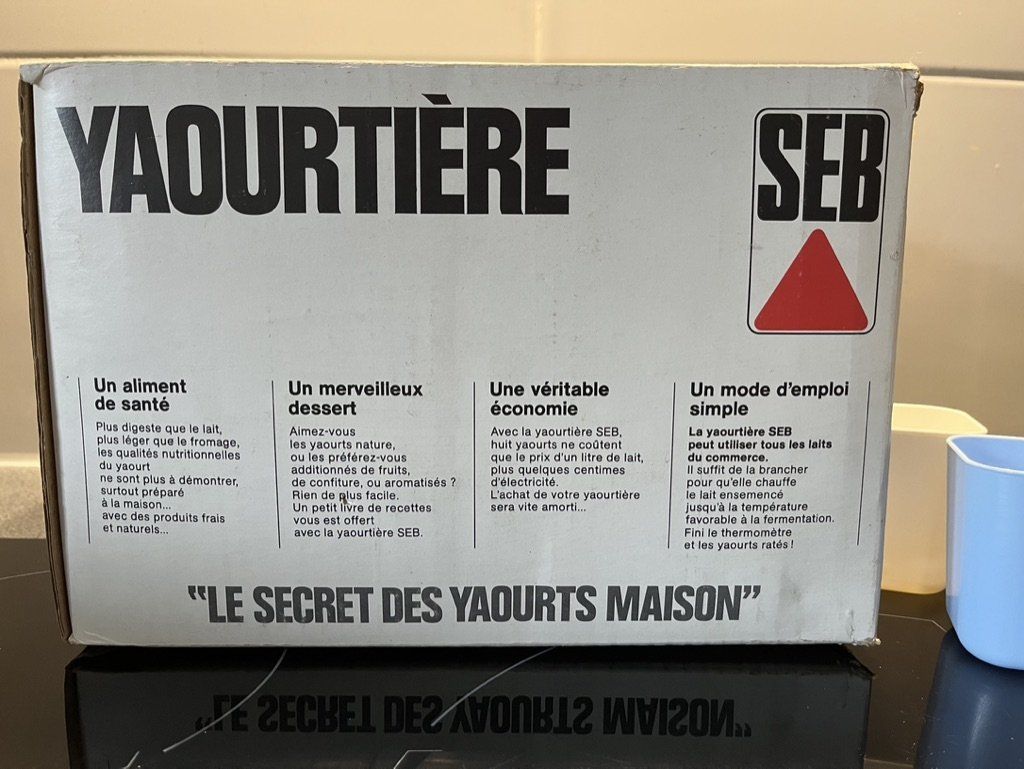 YAOURTIÈRE
SEB
Un aliment
de santé
Plus digeste que le lait,
plus léger que le fromage,
les qualités nutritionnelles
du yaourt
ne sont plus à démontrer,
surtout préparé
à la maison...
avec des produits frais
et naturels...
Un merveilleux
dessert
Aimez-vous
les yaourts nature,
ou les préférez-vous
additionnés de fruits,
de confiture, ou aromatisés ?
Rien de plus facile.
Un petit livre de recettes
vous est offert
avec la yaourtière SEB.
Une véritable
économie
Avec la yaourtière SEB,
huit yaourts ne coûtent
que le prix d'un litre de lait,
plus quelques centimes
d'électricité.
L'achat de votre yaourtière
sera vite amorti...
Un mode d'emploi
simple
La yaourtière SEB
peut utiliser tous les laits
du commerce.
Il suffit de la brancher
pour qu'elle chauffe
le lait ensemencé
jusqu'à la température
favorable à la fermentation.
Fini le thermomètre
et les yaourts ratés !
"LE SECRET DES YAOURTS MAISON"